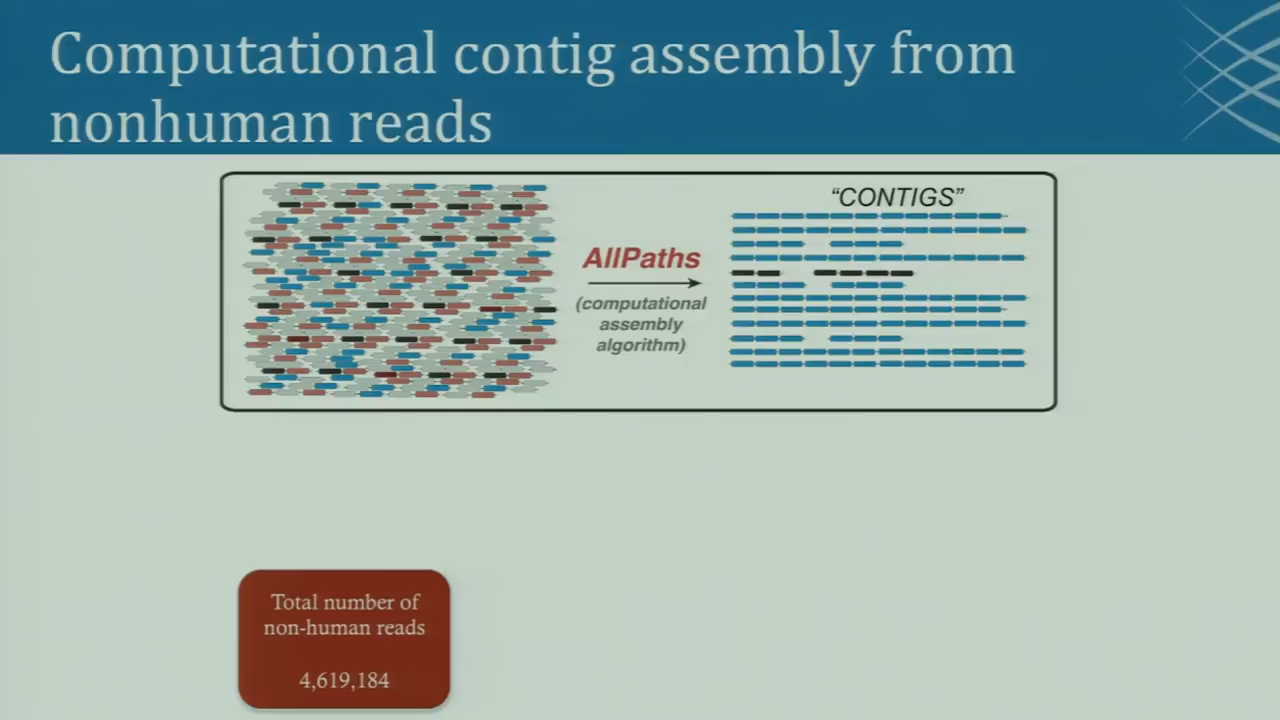 Computational contig assembly from
nonhuman reads
“CONTIGS”
AllPaths
(computational
assembly
algorithm)
Total number of
non-human reads
4,619,184